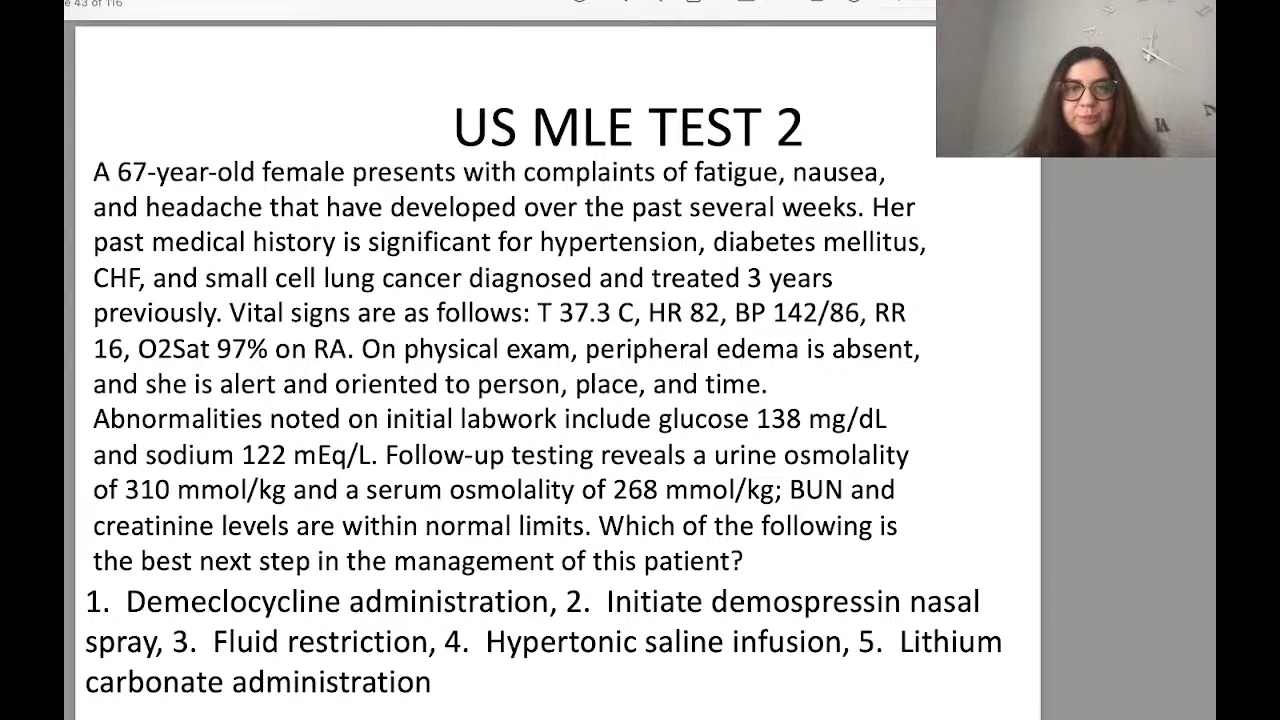 e 43 of 116
US MLE TEST 2
A 67-year-old female presents with complaints of fatigue, nausea,
and headache that have developed over the past several weeks. Her
past medical history is significant for hypertension, diabetes mellitus,
CHF, and small cell lung cancer diagnosed and treated 3 years
previously. Vital signs are as follows: T 37.3 C, HR 82, BP 142/86, RR
16, O2Sat 97% on RA. On physical exam, peripheral edema is absent,
and she is alert and oriented to person, place, and time.
Abnormalities noted on initial labwork include glucose 138 mg/dL
and sodium 122 mEq/L. Follow-up testing reveals a urine osmolality
of 310 mmol/kg and a serum osmolality of 268 mmol/kg; BUN and
creatinine levels are within normal limits. Which of the following is
the best next step in the management of this patient?
1. Demeclocycline administration, 2. Initiate demospressin nasal
spray, 3. Fluid restriction, 4. Hypertonic saline infusion, 5. Lithium
carbonate administration